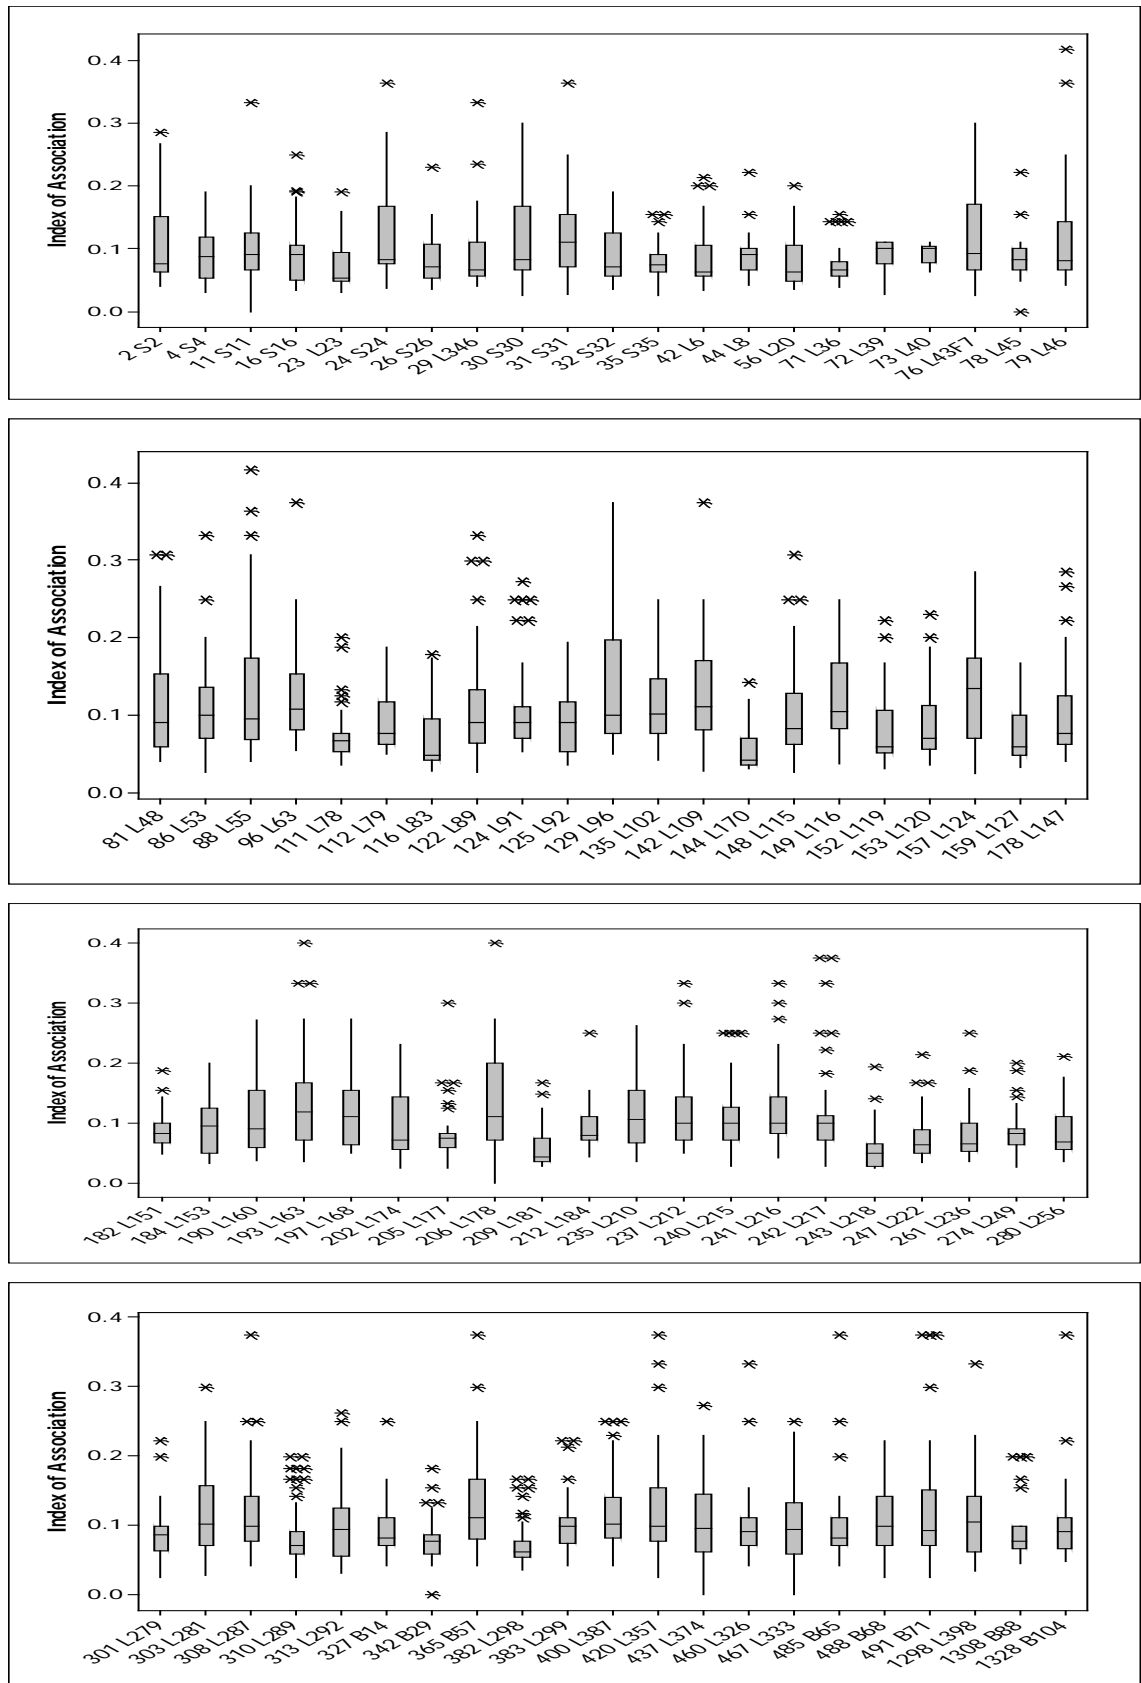 Index of Association
0.4
0.3
0.2
0.1
0.0
2 S2
4 S4
11 S11
16 S16
23 L23
24 S24
26 S26
29 L346
30 S30
31 S31
32 S32
35 S35
42 L6
44 L8
56 L20
71 L36
72 L39
73 L40
76 L43F7
78 L45
79 L46
Index of Association
0.4
0.3
0.2
0.1
0.0
81 L48
86 L53
88 L55
96 L63
111 L78
112 L79
116 L83
122 L89
124 L91
125 L92
129 L96
135 L102
142 L109
144 L170
148 L115
149 L116
152 L119
153 L120
157 L124
159 L127
178 L147
Index of Association
0.4
0.3
0.2
0.1
0.0
182 L151
184 L153
190 L160
193 L163
197 L168
202 L174
205 L177
206 L178
209 L181
212 L184
235 L210
237 L212
240 L215
241 L216
242 L217
243 L218
247 L222
261 L236
274 L249
280 L256
Index of Association
0.4
0.3
0.2
0.1
0.0
301 L279
303 L281
308 L287
310 L289
313 L292
327 B14
342 B29
365 B57
382 L298
383 L299
400 L387
420 L357
437 L374
460 L326
467 L333
485 B65
488 B68
491 B71
1298 L398
1308 B88
1328 B104